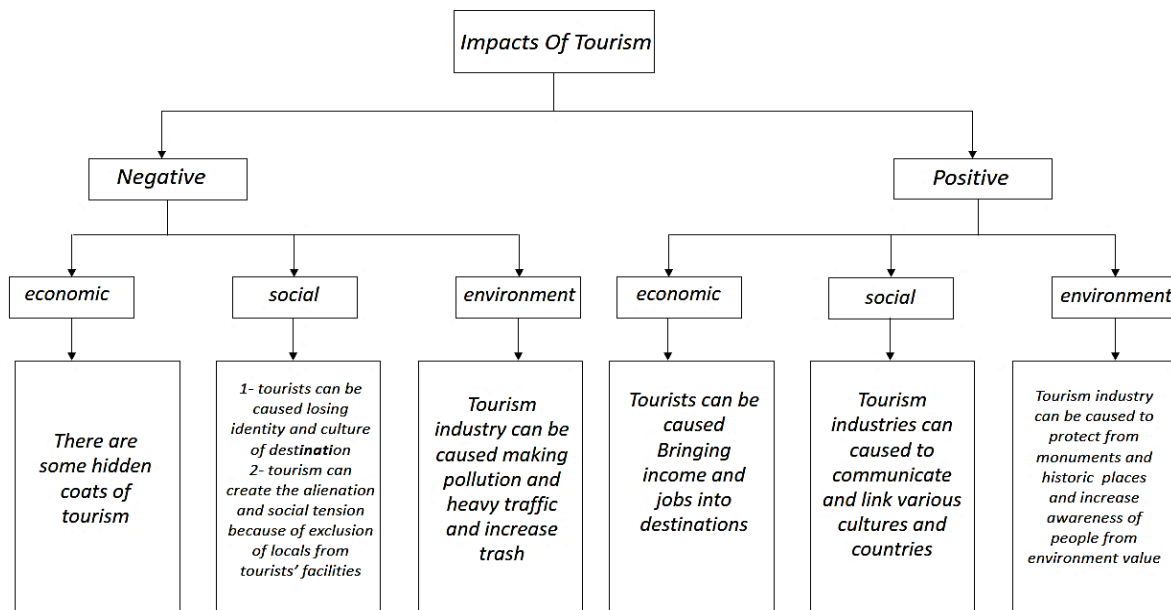 Impacts Of Tourism
Negative
Positive
economic
social
environment
economic
social
environment
There are
some hidden
coats of
tourism
1- tourists can be
caused losing
identity and culture
of destination
2- tourism can
create the alienation
and social tension
because of exclusion
of locals from
tourists' facilities
Tourism
industry can be
caused making
pollution and
heavy traffic
and increase
trash
Tourists can be
caused
Bringing
income and
jobs into
destinations
Tourism
industries can
caused to
communicate
and link various
cultures and
countries
Tourism industry
can be caused to
protect from
monuments and
historic places
and increase
awareness of
people from
environment value